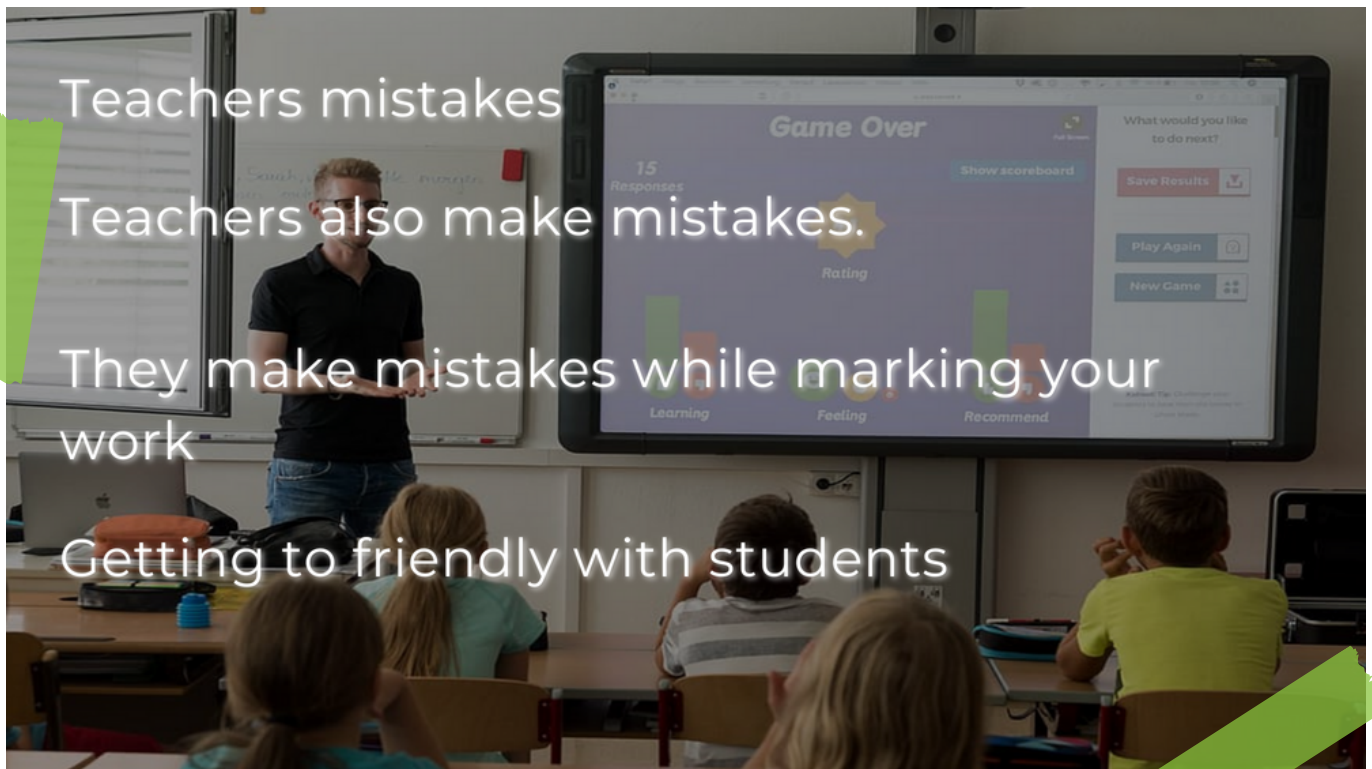 Teachers mistakes
Teachers also make mistakes.
They make mistakes while marking your
work
Getting to friendly with students
Game Over
15
Responses
Show scoreboard
Rating
Learning
Feeling
Recommend
What would you like
to do next?
Save Results
Play Again
New Game